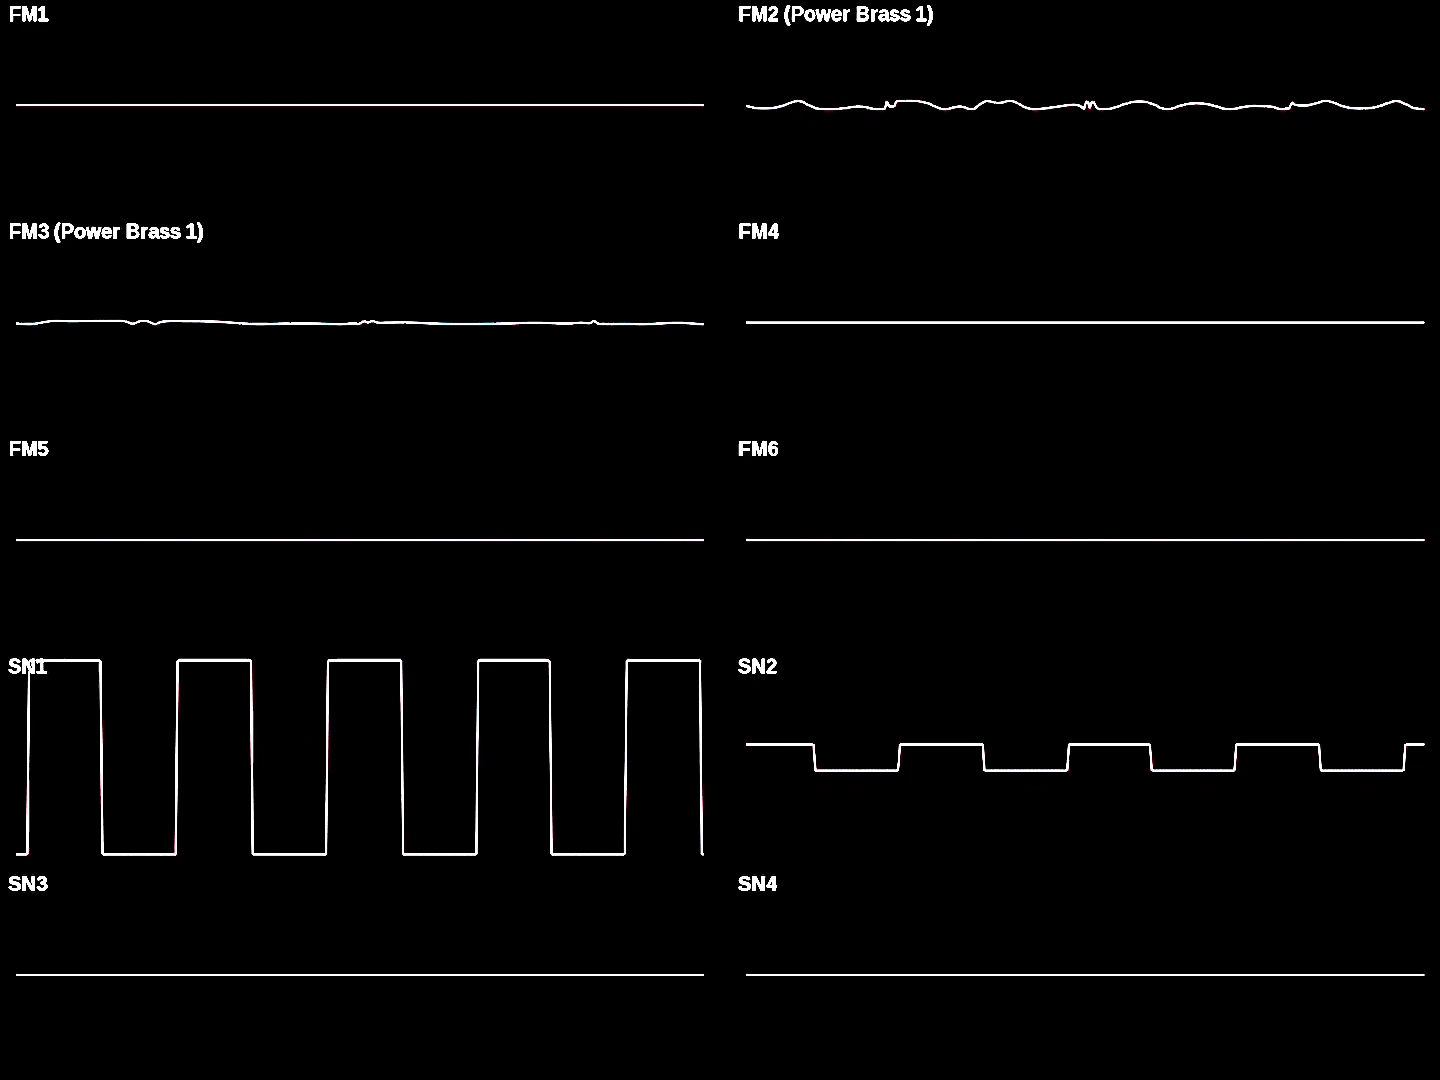 FM1
FM2 (Power Brass 1)
FM3 (Power Brass 1)
FM4
FM5
FM6
SN1
SN2
SN3
SN4